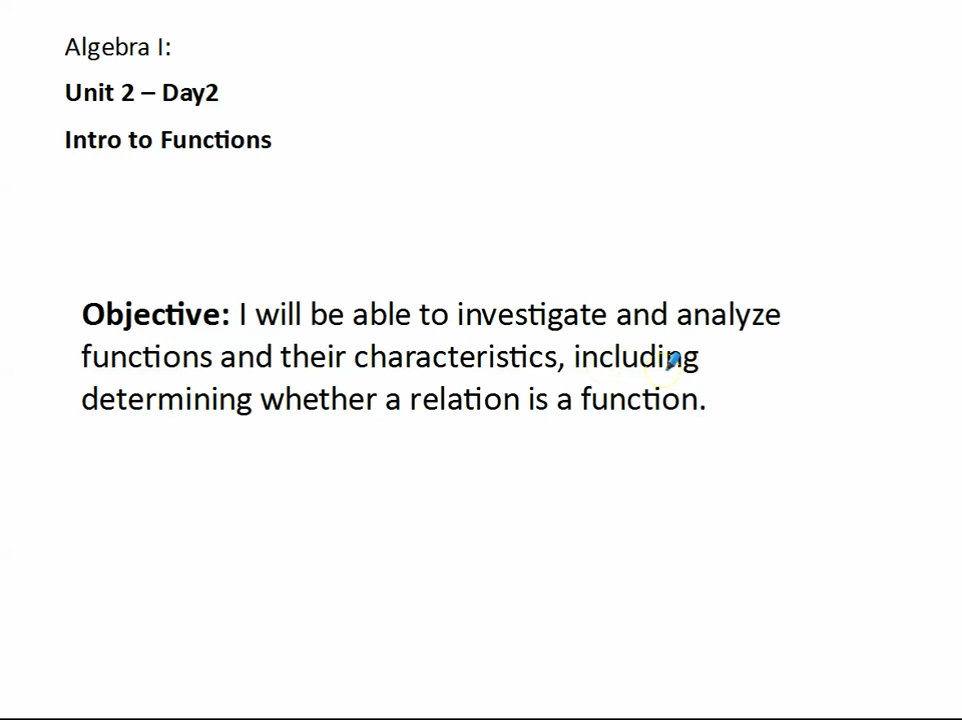 Algebra I:
Unit 2 – Day2
Intro to Functions
Objective: I will be able to investigate and analyze
functions and their characteristics, including
determining whether a relation is a function.